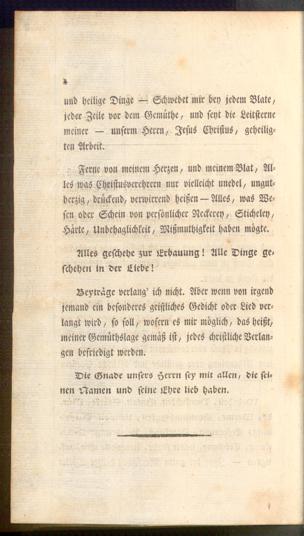 und heilige Dinge — Schwebet mir bey jedem Blate,
jeder Zeile vor dem Gemüthe, und seyt die Leitsterne
meiner — unserm Herrn, Jesus Christus, geheilig-
ten Arbeit.
Ferne von meinem Herzen, und meinem Blat, Al-
les was Christusverehrern nur vielleicht unedel, ungut-
herzig, drückend, verwirrend heißen — Alles, was We-
sen oder Schein von persönlicher Neckerey, Sticheley,
Härte, Unbehaglichkeit, Mißmuthigkeit haben mögte.
Alles geschehe zur Erbauung! Alle Dinge ge-
schehen in der Liebe!
Beyträge verlang' ich nicht. Aber wenn von irgend
jemand ein besonderes geistliches Gedicht oder Lied ver-
langt wird, so soll, wofern es mir möglich, das heißt,
meiner Gemüthslage gemäß ist, jedes christliche Verlan-
gen befriedigt werden.
Die Gnade unsers Herrn sey mit allen, die sei-
nen Namen und seine Ehre lieb haben.